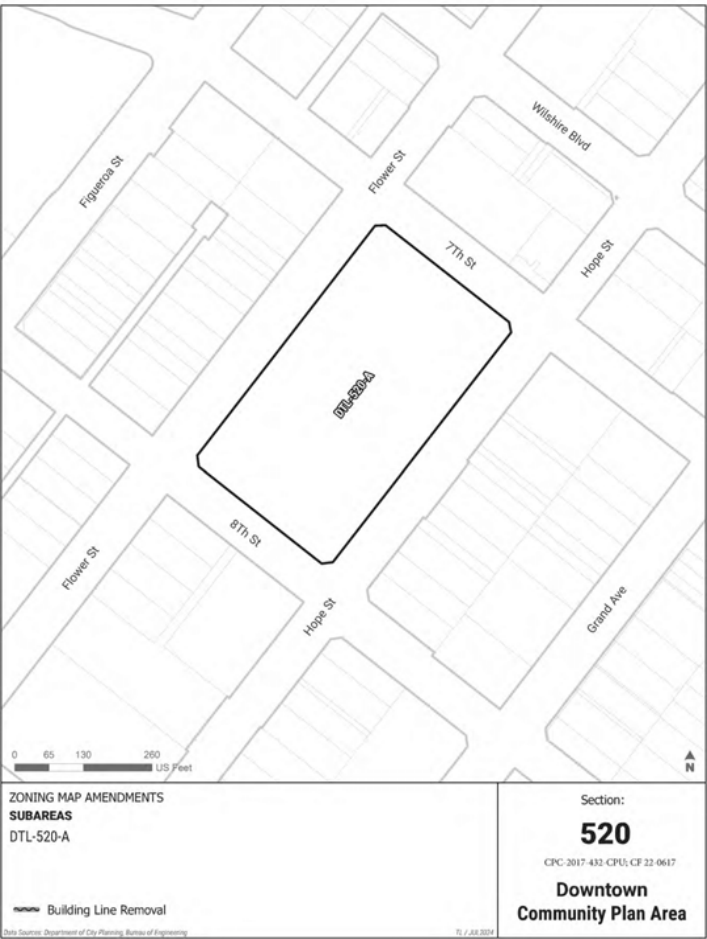 Wilshire Blvd
Figueroa St
Flower St
7Th St
Hope St
DTL-520-A
8Th St
Flower St
Hope St
Grand Ave
0 65 130 260
US Feet
N
ZONING MAP AMENDMENTS
SUBAREAS
DTL-520-A
Building Line Removal
Data Sources: Department of City Planning, Bureau of Engineering
TL / JUL 2024
Section:
520
CPC-2017-432-CPU; CF 22-0617
Downtown
Community Plan Area